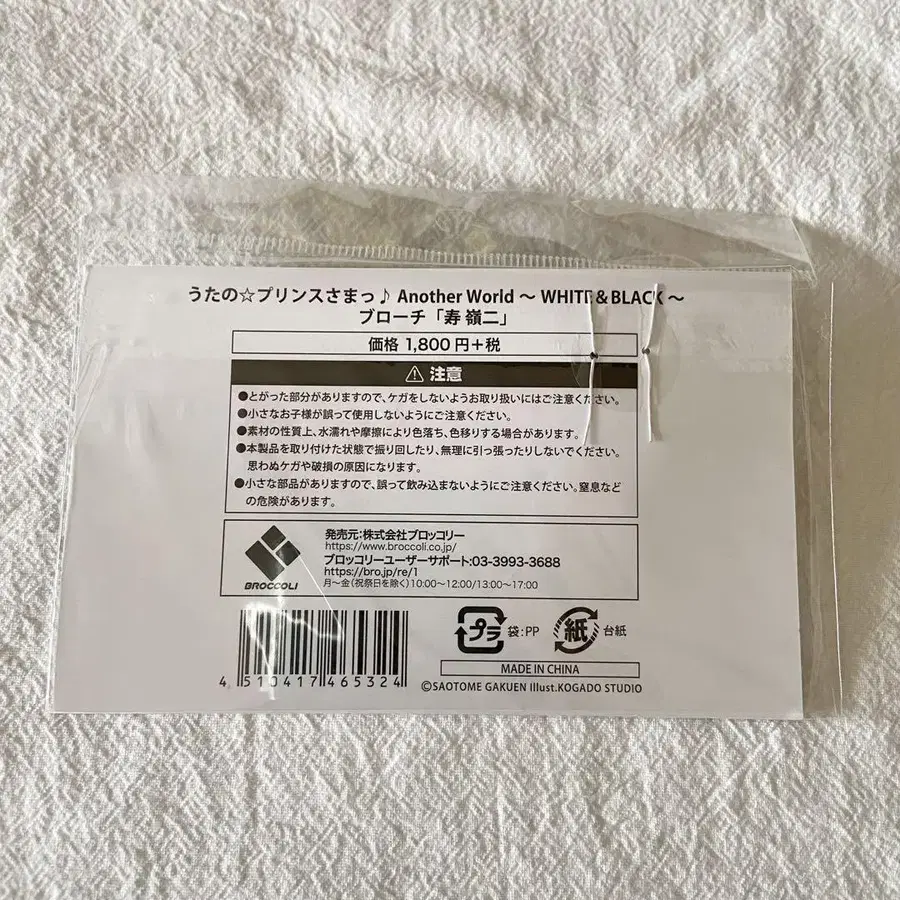 うたの☆プリンスさまっ♪ Another World ～ WHITE＆BLACK ～
ブローチ「寿 嶺二」
価格 1,800 円＋税
注意
●とがった部分がありますので、ケガをしないようお取り扱いにはご注意ください。
●小さなお子様が誤って使用しないようにご注意ください。
●素材の性質上、水濡れや摩擦により色落ち、色移りする場合があります。
●本製品を取り付けた状態で振り回したり、無理に引っ張ったりしないでください。
思わぬケガや破損の原因になります。
●小さな部品がありますので、誤って飲み込まないようにご注意ください。窒息など
の危険があります。
発売元：株式会社ブロッコリー
https://www.broccoli.co.jp/
ブロッコリーユーザーサポート：03-3993-3688
https://bro.jp/re/1
月～金（祝祭日を除く）10:00～12:00/13:00～17:00
BROCCOLI
プラ 袋：PP
紙 台紙
MADE IN CHINA
4 510417 465324
©SAOTOME GAKUEN Illust.KOGADO STUDIO